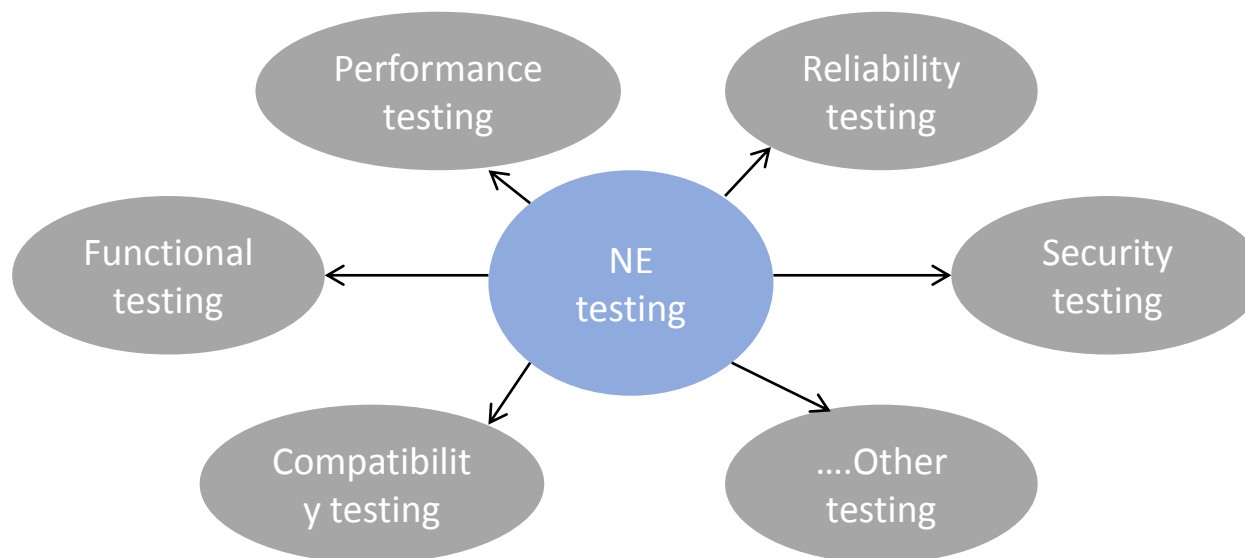 Performance
testing
Reliability
testing
Functional
testing
NE
testing
Security
testing
Compatibilit
y testing
....Other
testing